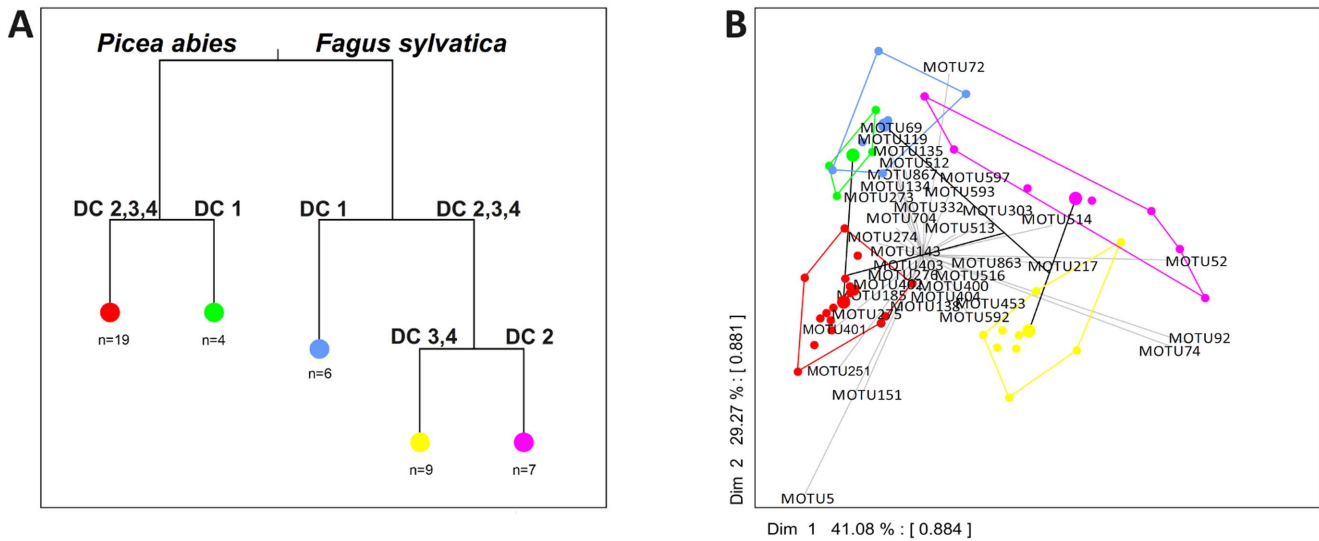 A
Picea abies Fagus sylvatica
DC 2,3,4 DC 1 DC 1 DC 2,3,4
n=19 n=4
DC 3,4 DC 2
n=6
n=9 n=7
B
MOTU72
MOTU69
MOTU119
MOTU135
MOTU512
MOTU867 MOTU597
MOTU134 MOTU593
MOTU273
MOTU332 MOTU303
MOTU704 MOTU514
MOTU513
MOTU274
MOTU143
MOTU52
MOTU403 MOTU863 MOTU217
MOTU276 MOTU516
MOTU402 MOTU400
MOTU185 MOTU404
MOTU138 MOTU453
MOTU275 MOTU592
MOTU401
MOTU92
MOTU74
MOTU251
MOTU151
MOTU5
Dim 2 29.27 % : [ 0.881 ]
Dim 1 41.08 % : [ 0.884 ]